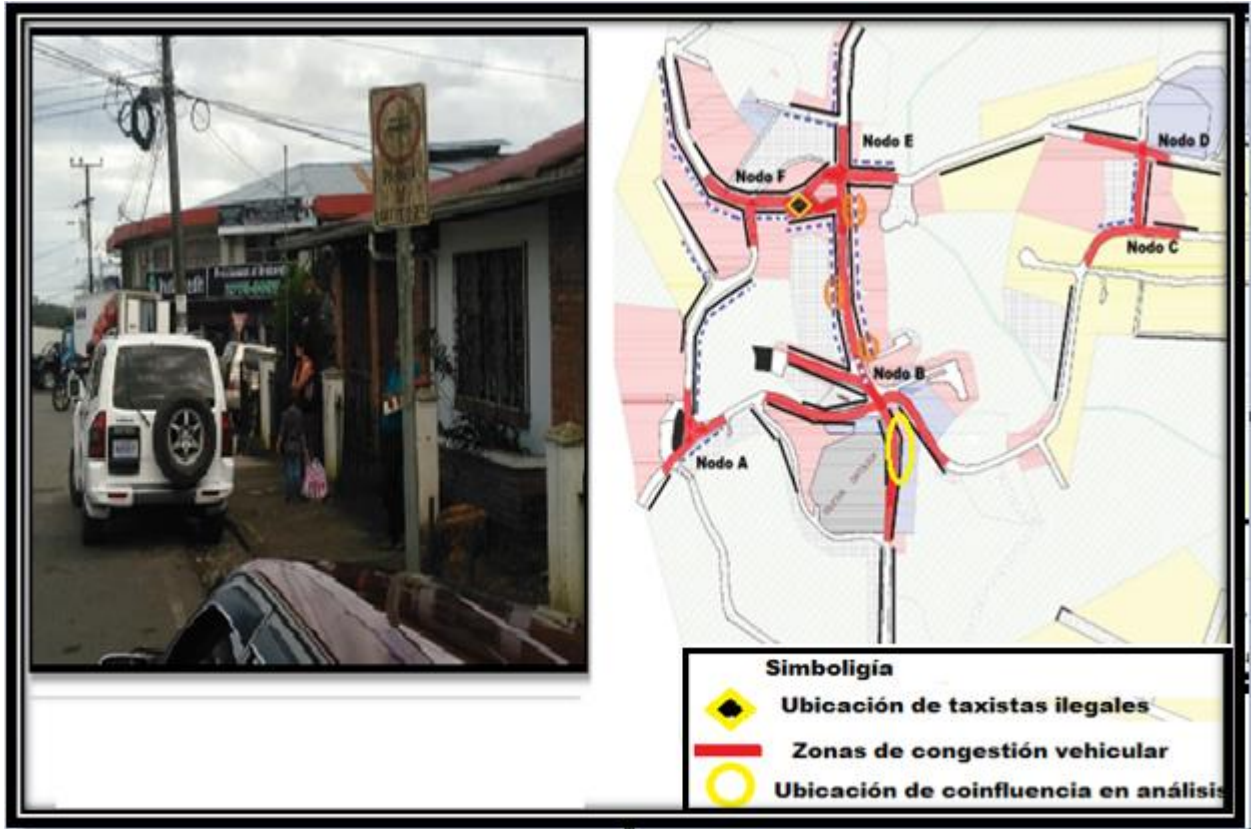 Nodo E
Nodo D
Nodo F
Nodo C
Nodo B
Nodo A
Simboligía
Ubicación de taxistas ilegales
Zonas de congestión vehicular
Ubicación de coinfluencia en análisis